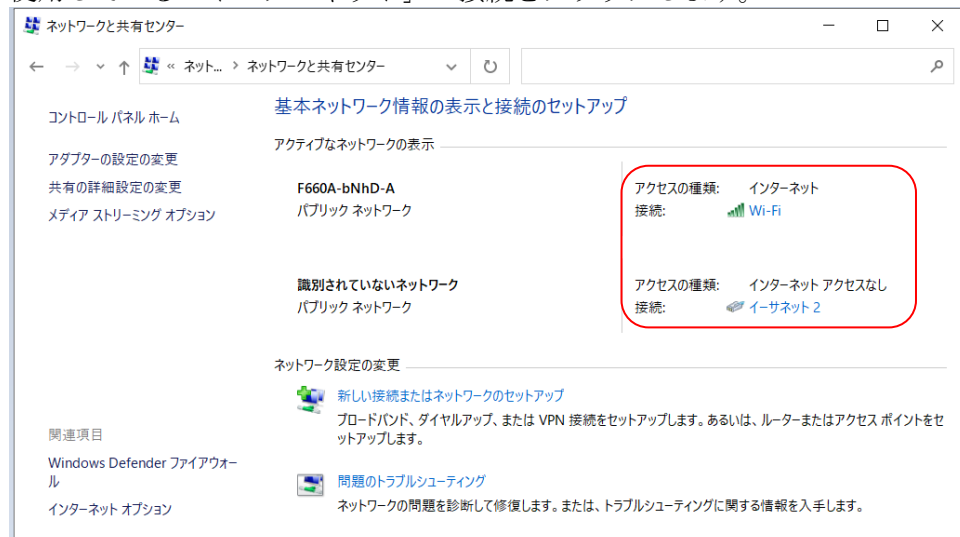 ネットワークと共有センター
« ネット... › ネットワークと共有センター
コントロール パネル ホーム
アダプターの設定の変更
共有の詳細設定の変更
メディア ストリーミング オプション
基本ネットワーク情報の表示と接続のセットアップ
アクティブなネットワークの表示
F660A-bNhD-A
パブリック ネットワーク
アクセスの種類: インターネット
接続: Wi-Fi
識別されていないネットワーク
パブリック ネットワーク
アクセスの種類: インターネット アクセスなし
接続: イーサネット 2
ネットワーク設定の変更
新しい接続またはネットワークのセットアップ
ブロードバンド、ダイヤルアップ、または VPN 接続をセットアップします。あるいは、ルーターまたはアクセス ポイントをセ
ットアップします。
問題のトラブルシューティング
ネットワークの問題を診断して修復します。または、トラブルシューティングに関する情報を入手します。
関連項目
Windows Defender ファイアウォー
ル
インターネット オプション